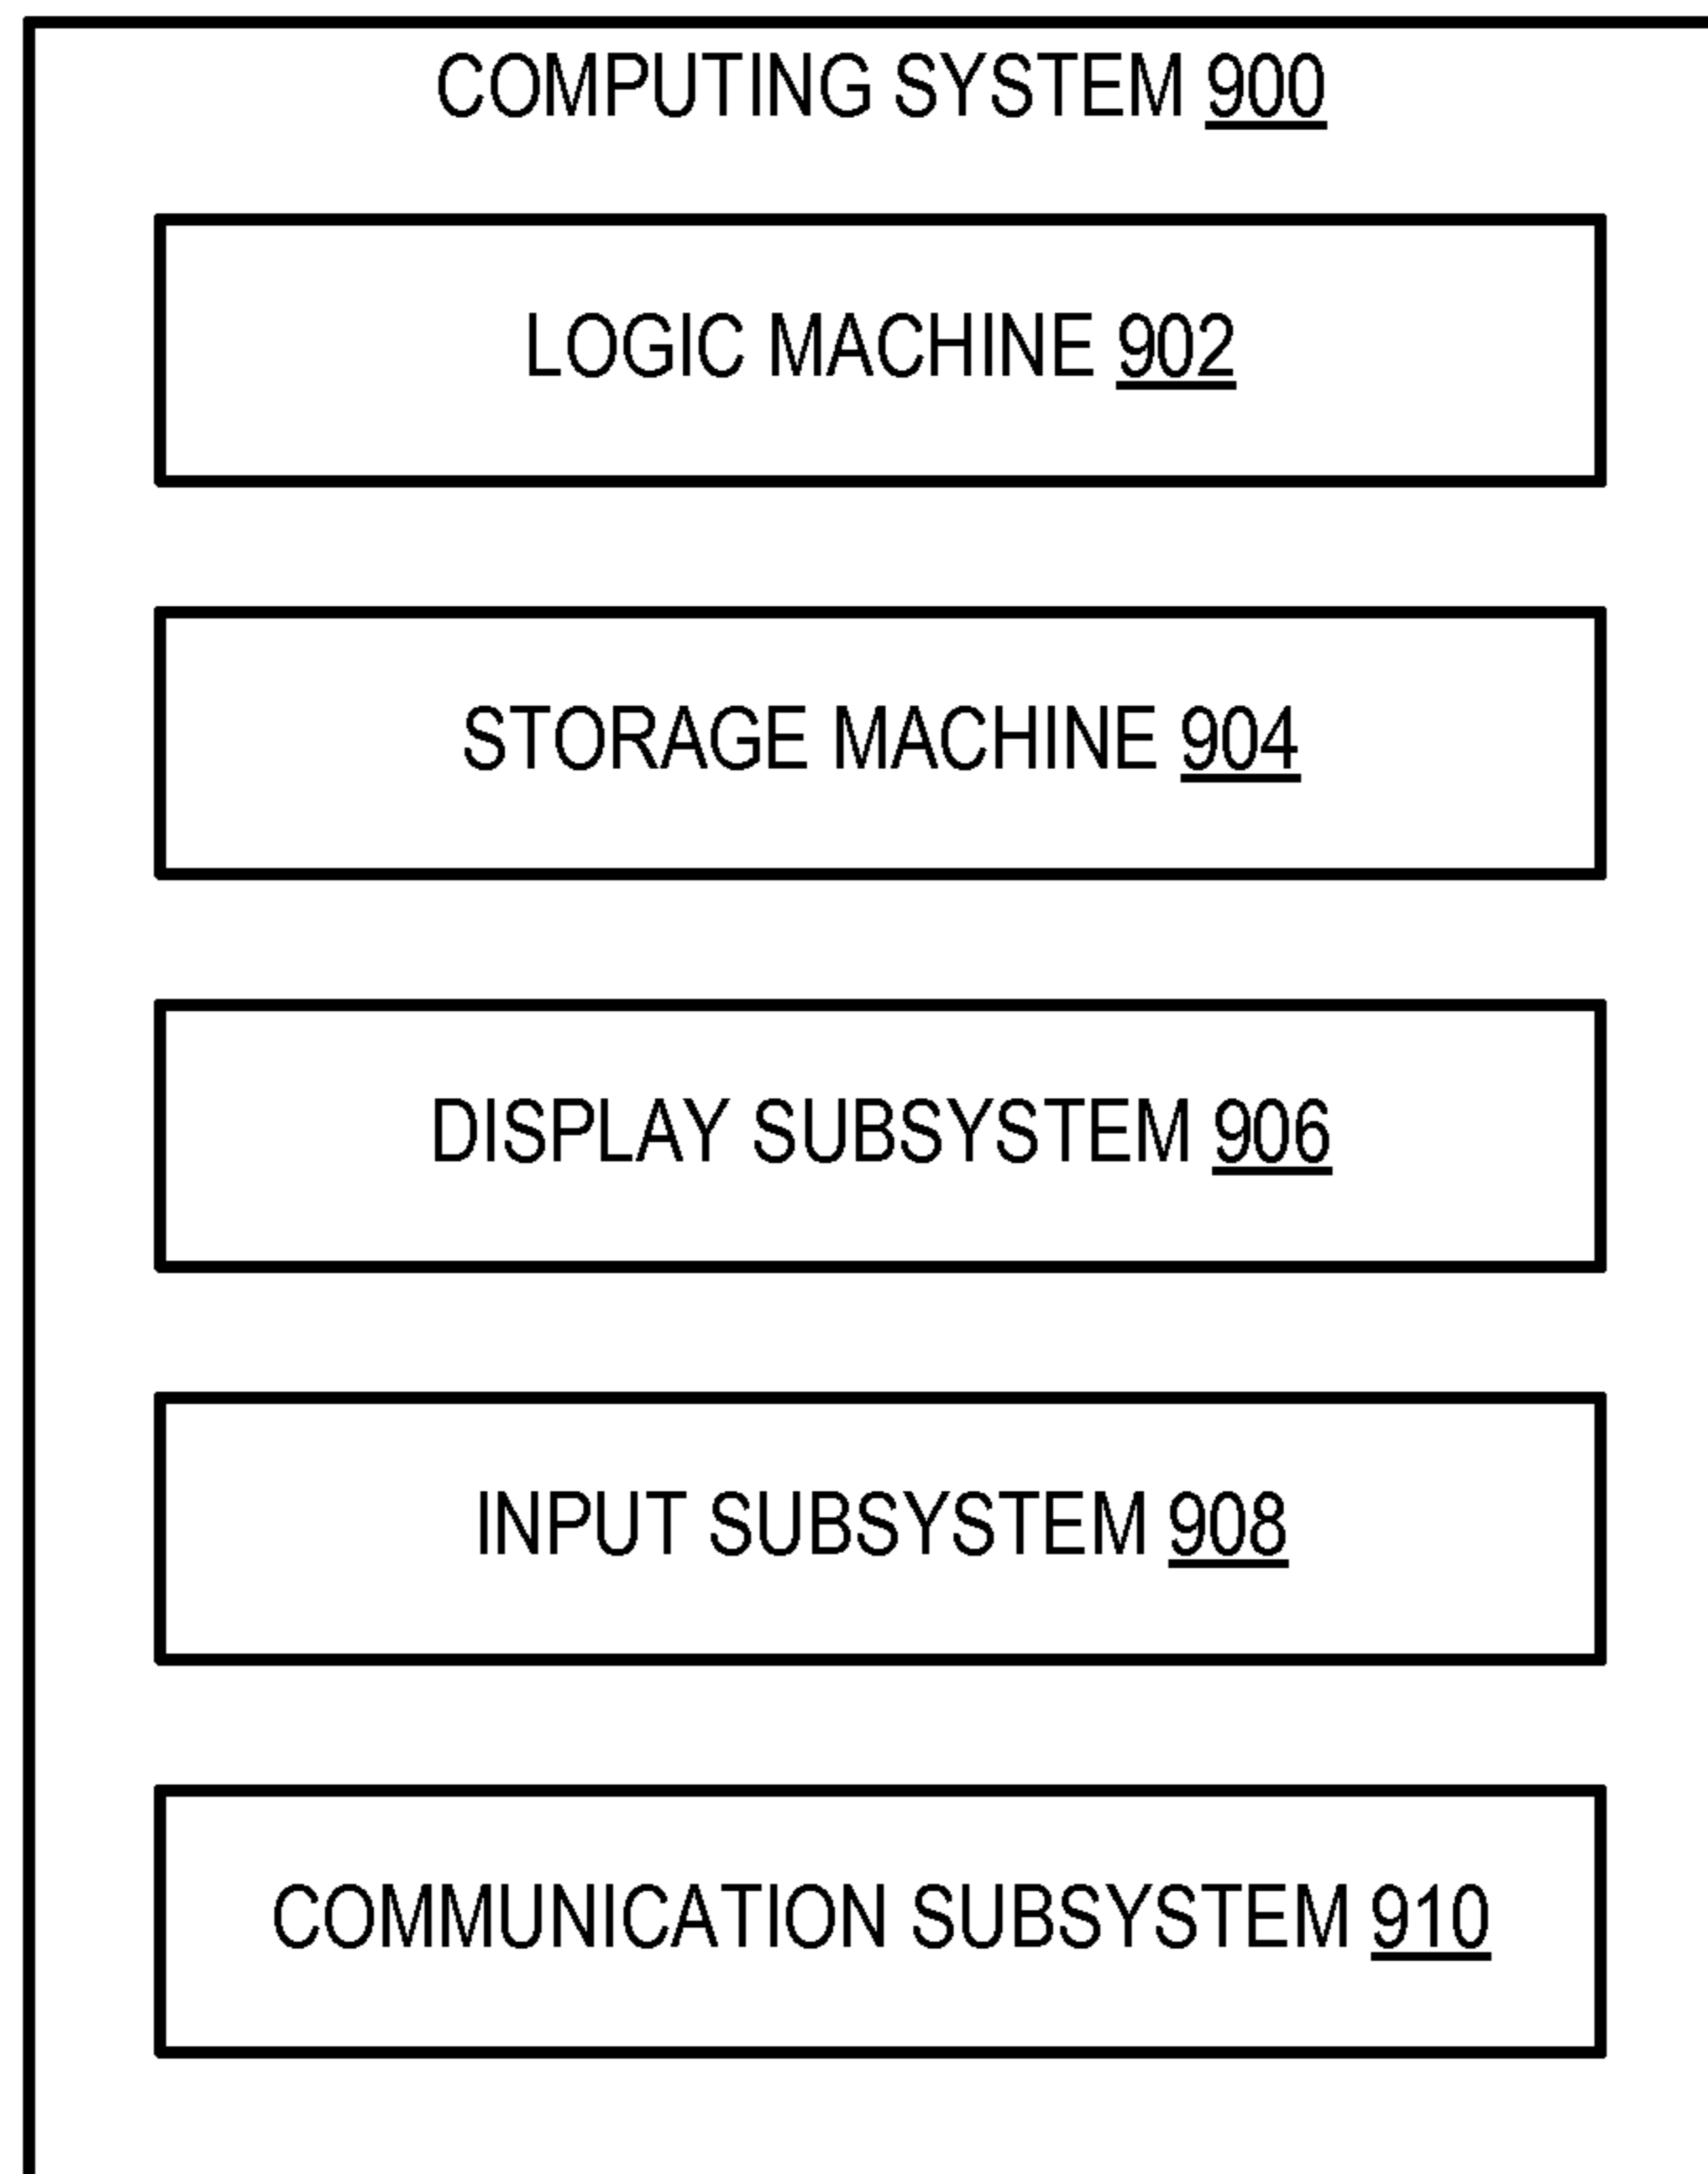 COMPUTING SYSTEM 900
LOGIC MACHINE 902
STORAGE MACHINE 904
DISPLAY SUBSYSTEM 906
INPUT SUBSYSTEM 908
COMMUNICATION SUBSYSTEM 910